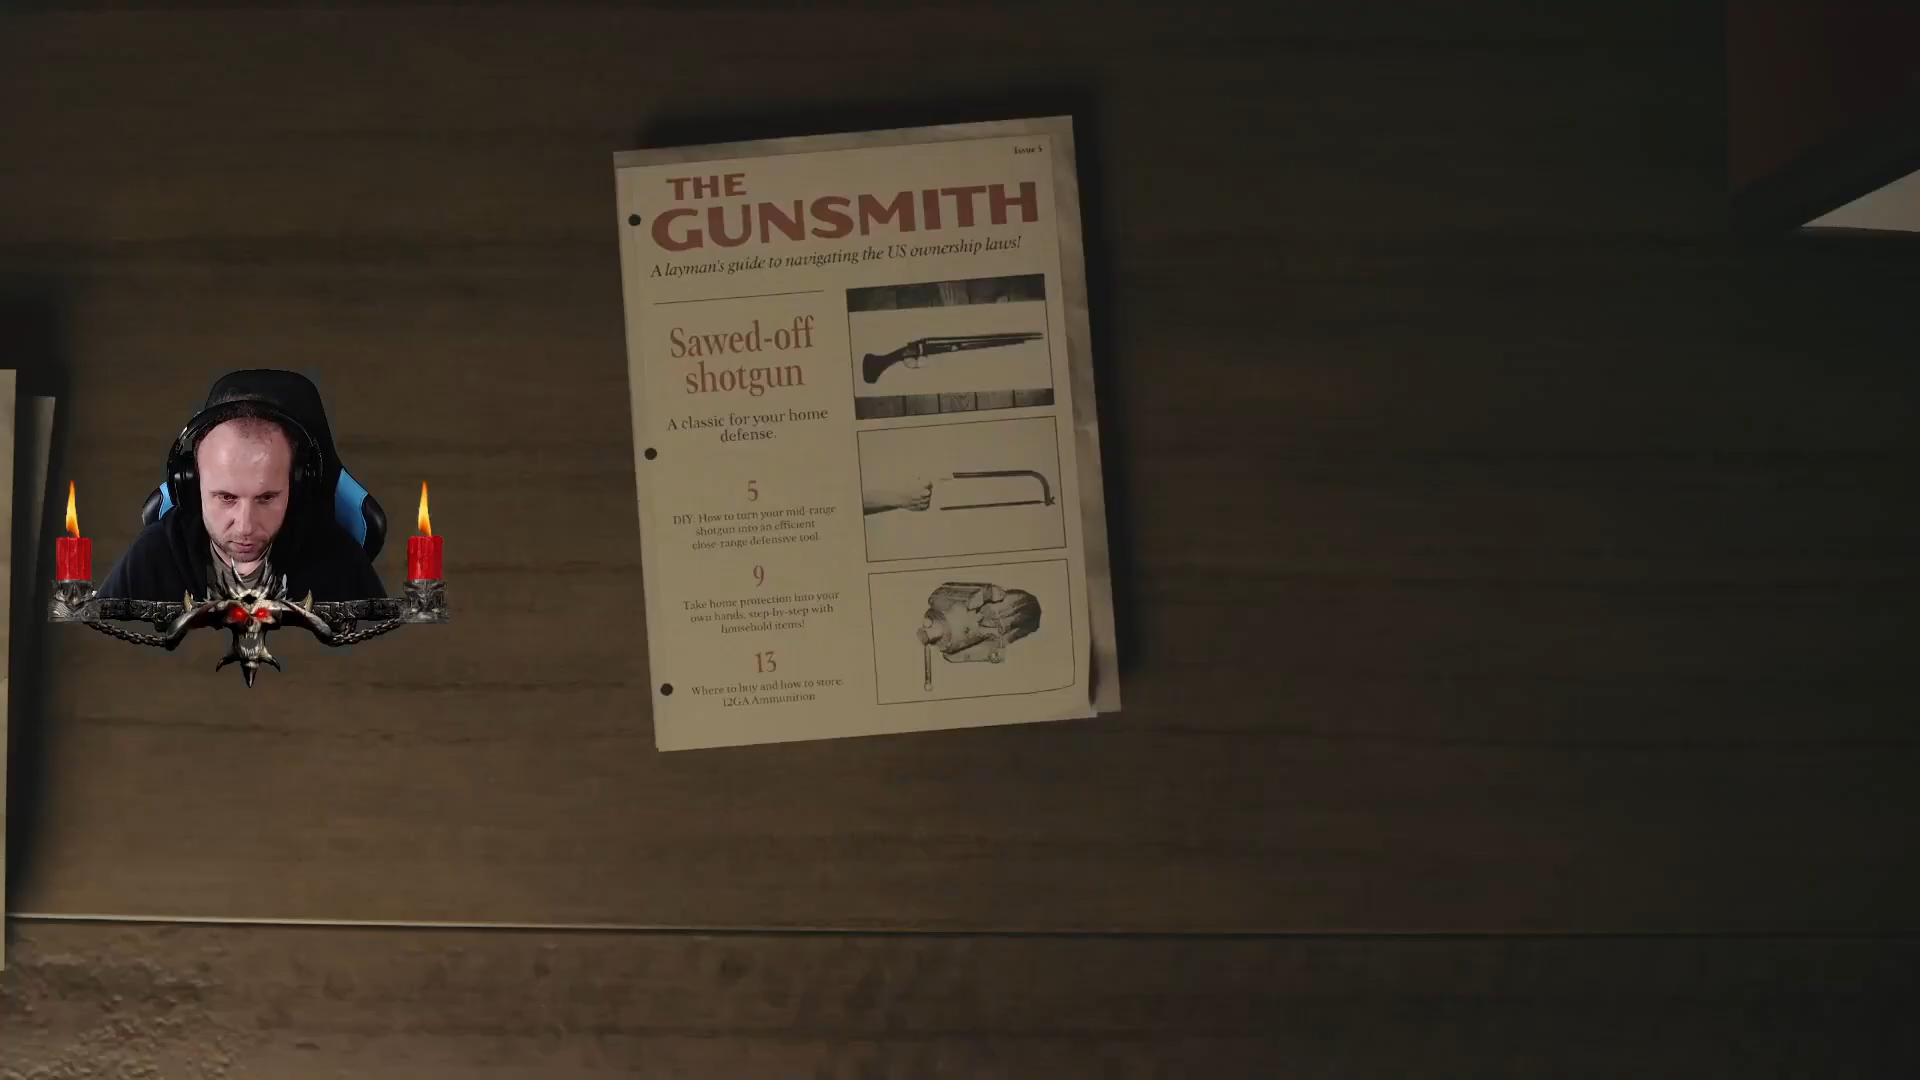 Issue 5
THE
GUNSMITH
A layman's guide to navigating the US ownership laws!
Sawed-off
shotgun
A classic for your home
defense.
5
DIY: How to turn your mid-range
shotgun into an efficient
close-range defensive tool.
9
Take home protection into your
own hands, step-by-step with
household items!
13
Where to buy and how to store.
12GA Ammunition